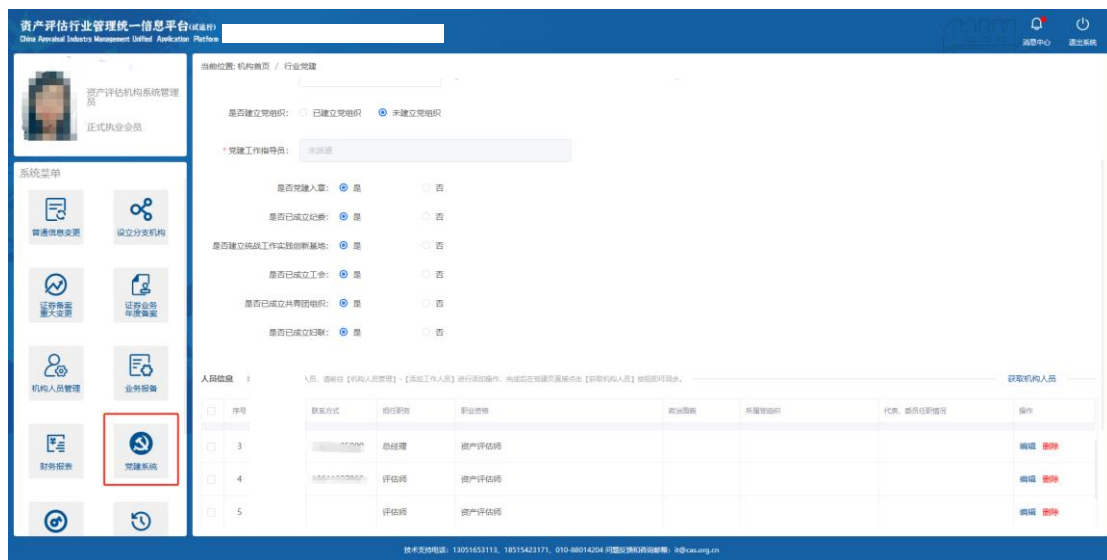 资产评估行业管理统一信息平台(试运行)
China Appraisal Industry Management Unified Application Platform
消息中心
退出系统
资产评估机构系统管理员
正式执业会员
系统菜单
普通信息变更
设立分支机构
证券备案重大变更
证券业务年度备案
机构人员管理
业务报备
财务报表
党建系统
当前位置: 机构首页 / 行业党建
是否建立党组织: 已建立党组织 未建立党组织
*党建工作指导员: 未派遣
是否党建入章: 是 否
是否已成立纪委: 是 否
是否建立统战工作实践创新基地: 是 否
是否已成立工会: 是 否
是否已成立共青团组织: 是 否
是否已成立妇联: 是 否
人员信息 人员, 请前往【机构人员管理】-【添加工作人员】进行添加操作, 完成后在党建页直接点击【获取机构人员】按钮即可同步。 获取机构人员
序号 联系方式 担任职务 职业资格 政治面貌 所属党组织 代表、委员任职情况 操作
3 总经理 资产评估师 编辑 删除
4 评估师 资产评估师 编辑 删除
5 评估师 资产评估师 编辑 删除
技术支持电话: 13051653113, 18515423171, 010-88014204 问题反馈和咨询邮箱: it@cas.org.cn